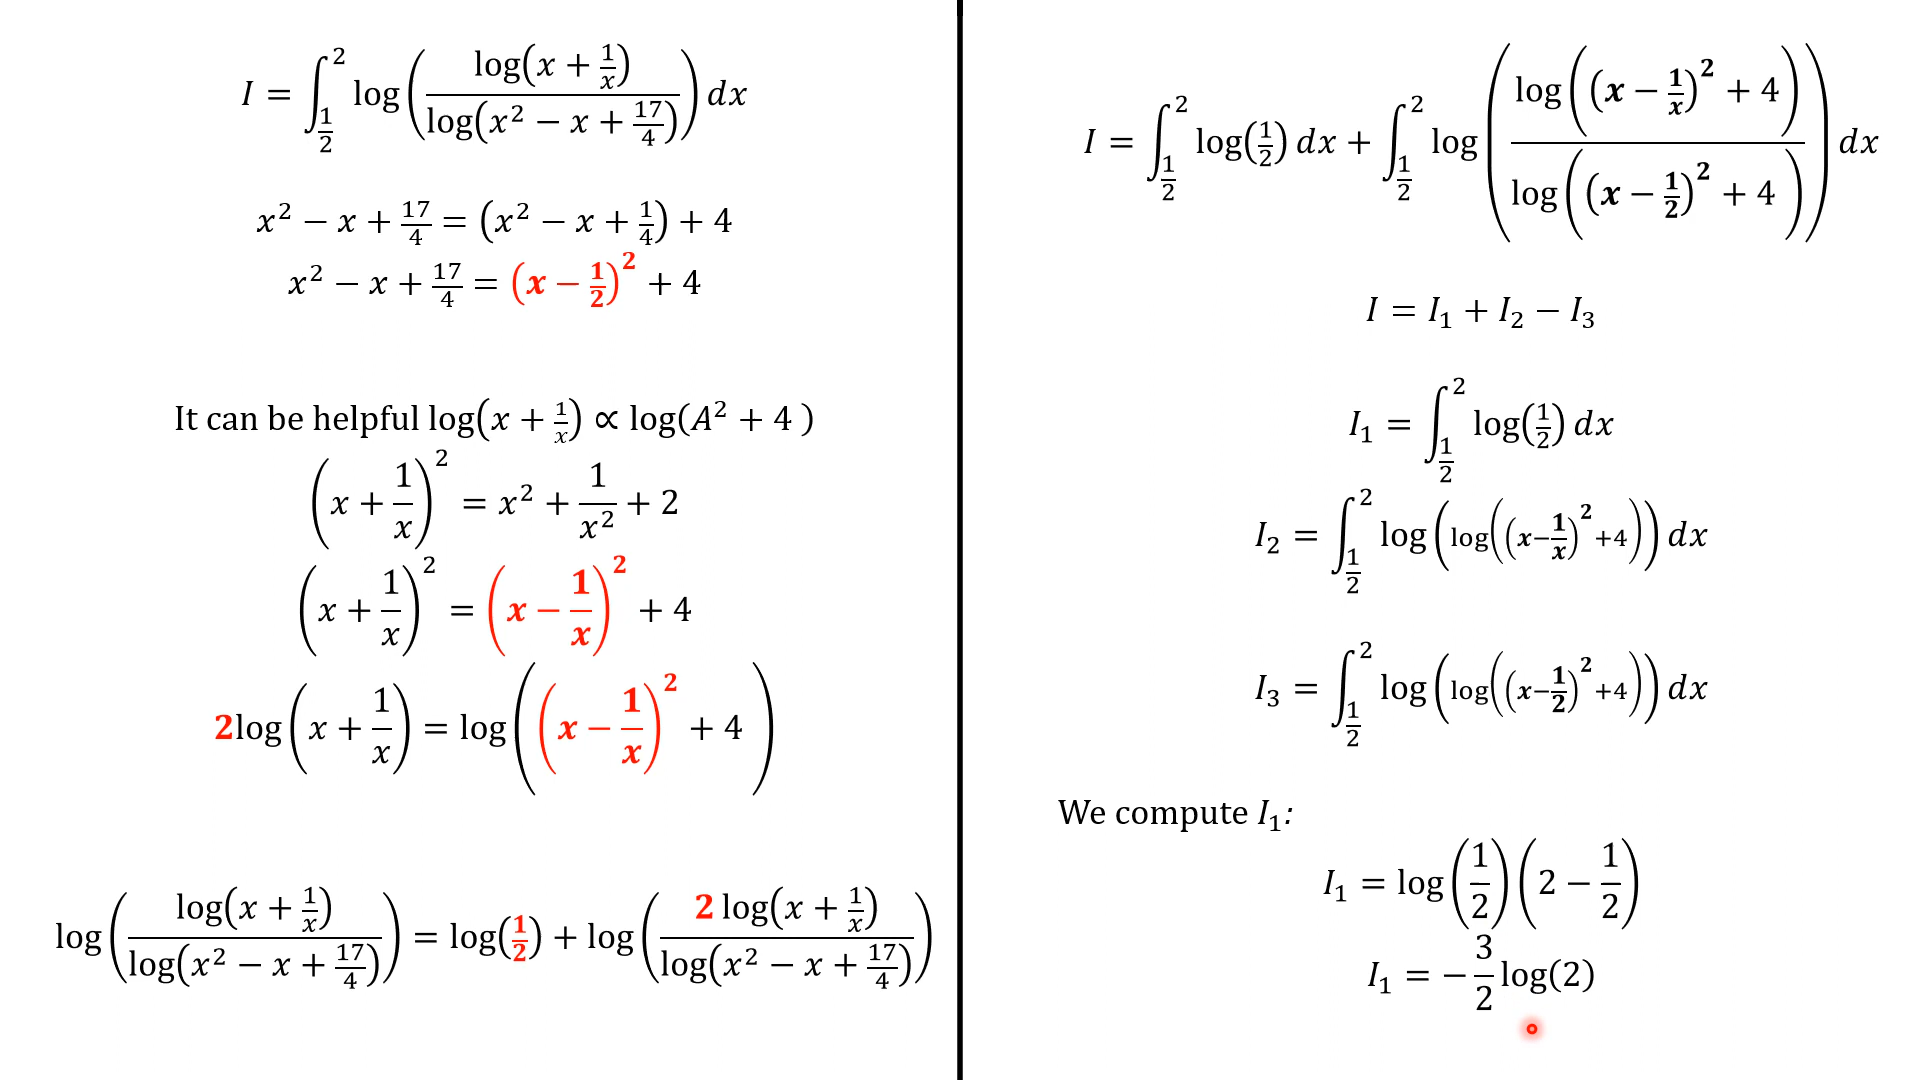 I = ∫_{1/2}^{2} log( log(x + 1/x) / log(x² − x + 17/4) ) dx
x² − x + 17/4 = (x² − x + 1/4) + 4
x² − x + 17/4 = (x − 1/2)² + 4
It can be helpful log(x + 1/x) ∝ log(A² + 4 )
(x + 1/x)² = x² + 1/x² + 2
(x + 1/x)² = (x − 1/x)² + 4
2log(x + 1/x) = log((x − 1/x)² + 4 )
log( log(x + 1/x) / log(x² − x + 17/4) ) = log(1/2) + log( 2 log(x + 1/x) / log(x² − x + 17/4) )
I = ∫_{1/2}^{2} log(1/2) dx + ∫_{1/2}^{2} log( log((x − 1/x)² + 4) / log((x − 1/2)² + 4 ) ) dx
I = I₁ + I₂ − I₃
I₁ = ∫_{1/2}^{2} log(1/2) dx
I₂ = ∫_{1/2}^{2} log(log((x−1/x)²+4)) dx
I₃ = ∫_{1/2}^{2} log(log((x−1/2)²+4)) dx
We compute I₁:
I₁ = log(1/2)(2 − 1/2)
I₁ = −3/2 log(2)